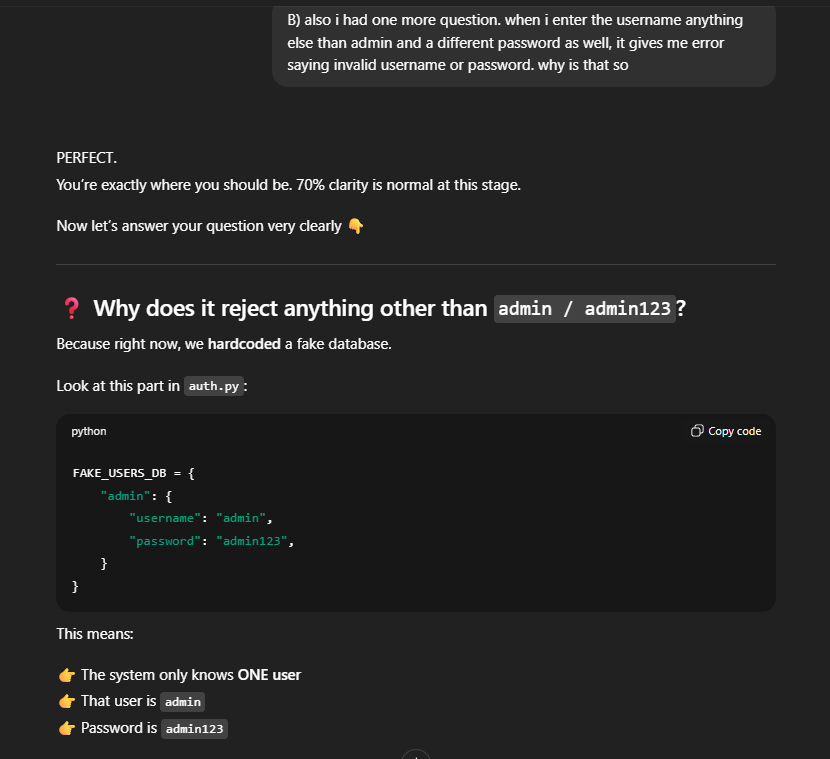 B) also i had one more question. when i enter the username anything
else than admin and a different password as well, it gives me error
saying invalid username or password. why is that so
PERFECT.
You’re exactly where you should be. 70% clarity is normal at this stage.
Now let’s answer your question very clearly 👇
❓ Why does it reject anything other than admin / admin123?
Because right now, we hardcoded a fake database.
Look at this part in auth.py:
python
Copy code
FAKE_USERS_DB = {
    "admin": {
        "username": "admin",
        "password": "admin123",
    }
}
This means:
👉 The system only knows ONE user
👉 That user is admin
👉 Password is admin123